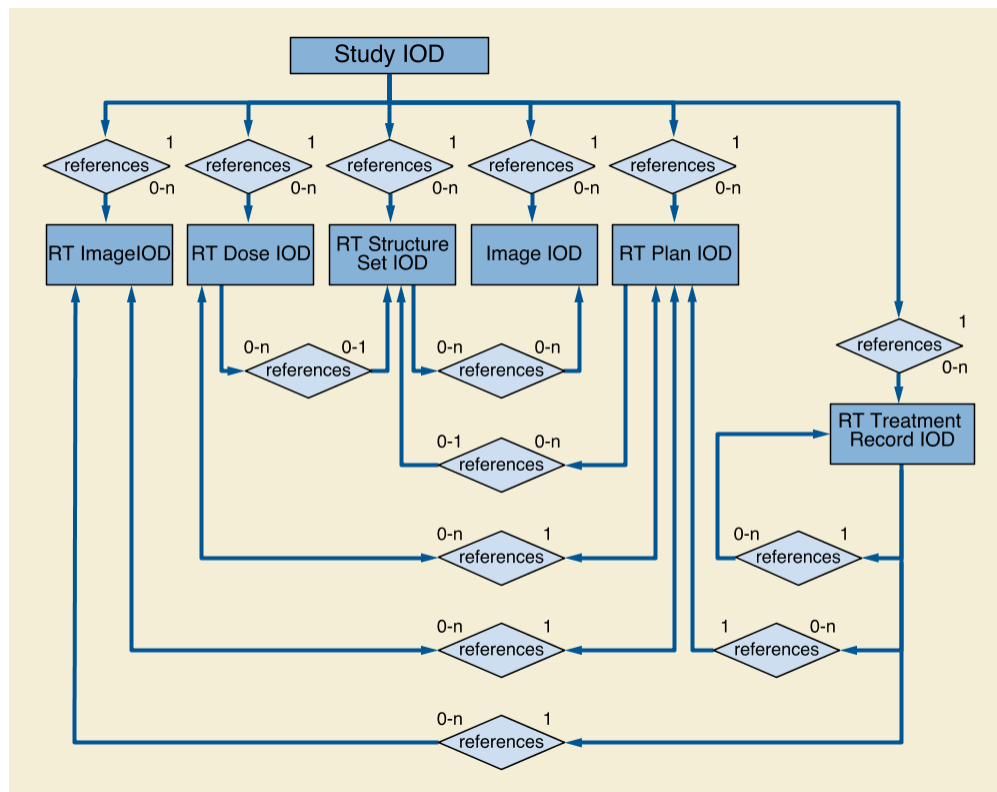 Study IOD
1 1 1 1 1
references references references references references
0-n 0-n 0-n 0-n 0-n
RT ImageIOD
RT Dose IOD
RT Structure
Set IOD
Image IOD
RT Plan IOD
1
references
0-n
0-n 0-1
references
0-n 0-n
references
RT Treatment
Record IOD
0-1 0-n
references
0-n 1
references
0-n 1
references
0-n 1
references
1 0-n
references
0-n 1
references